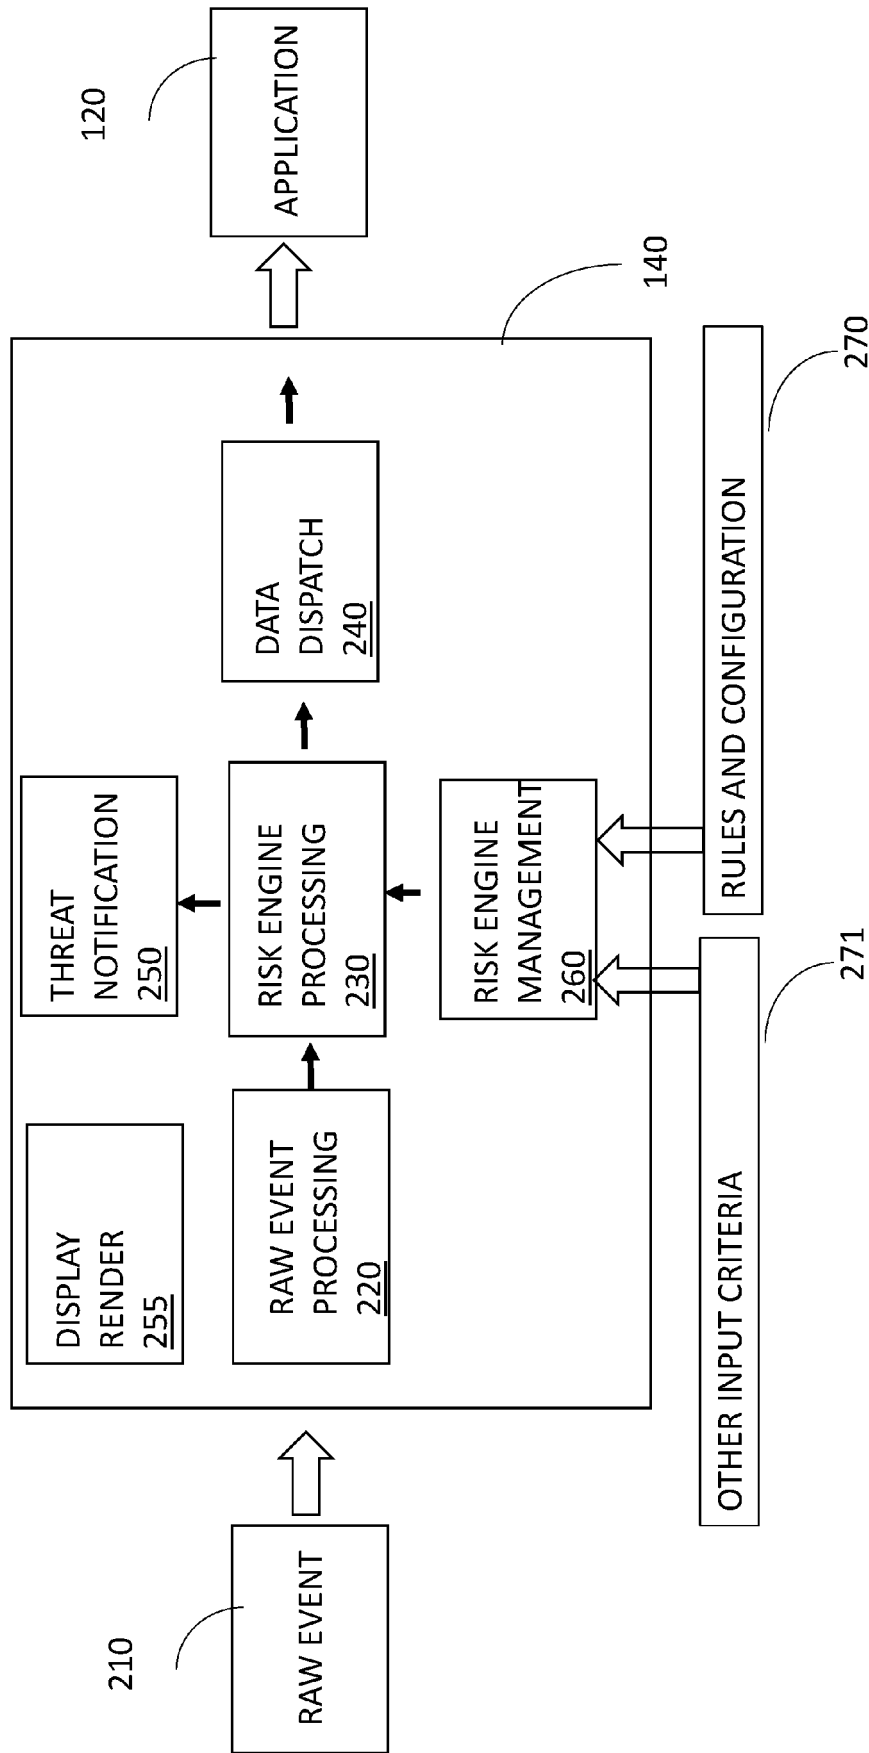 120
APPLICATION
140
DATA
DISPATCH
240
THREAT
NOTIFICATION
250
RISK ENGINE
PROCESSING
230
RISK ENGINE
MANAGEMENT
260
DISPLAY
RENDER
255
RAW EVENT
PROCESSING
220
RULES AND CONFIGURATION
270
OTHER INPUT CRITERIA
271
210
RAW EVENT